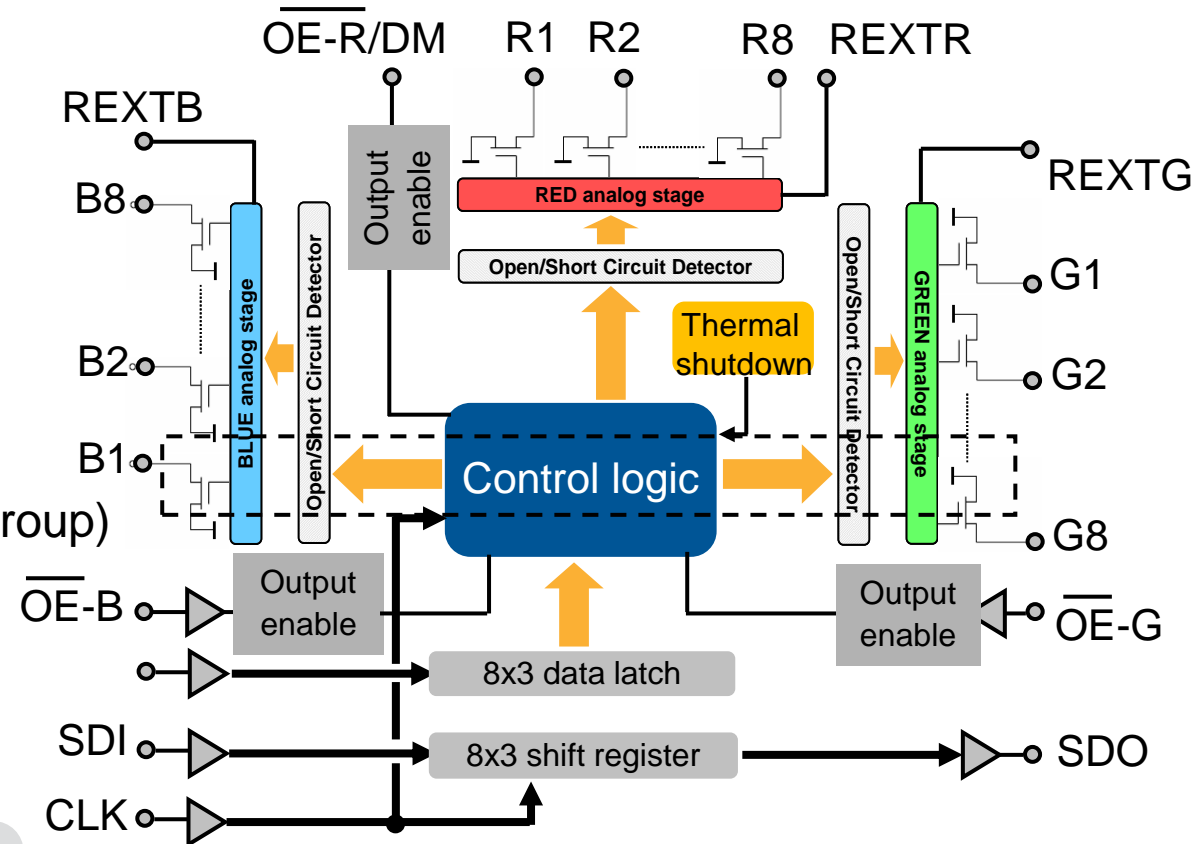 OE-R/DM
R1
R2
R8
REXTR
REXTB
REXTG
B8
B2
B1
Output
enable
RED analog stage
Open/Short Circuit Detector
BLUE analog stage
Open/Short Circuit Detector
Thermal
shutdown
Open/Short Circuit Detector
GREEN analog stage
G1
G2
G8
Control logic
roup)
OE-B
Output
enable
Output
enable
OE-G
8x3 data latch
SDI
8x3 shift register
SDO
CLK